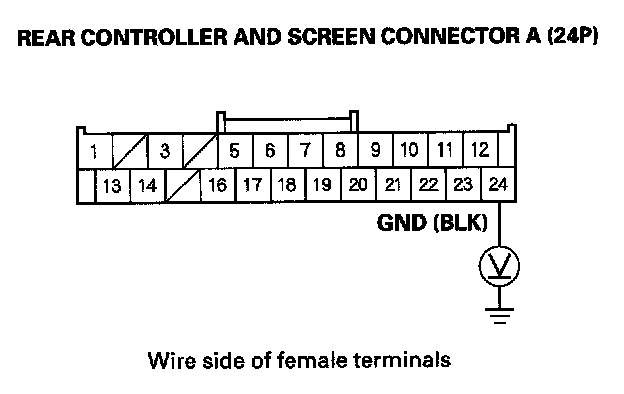 REAR CONTROLLER AND SCREEN CONNECTOR A (24P)
1 3 5 6 7 8 9 10 11 12
13 14 16 17 18 19 20 21 22 23 24
GND (BLK)
V
Wire side of female terminals